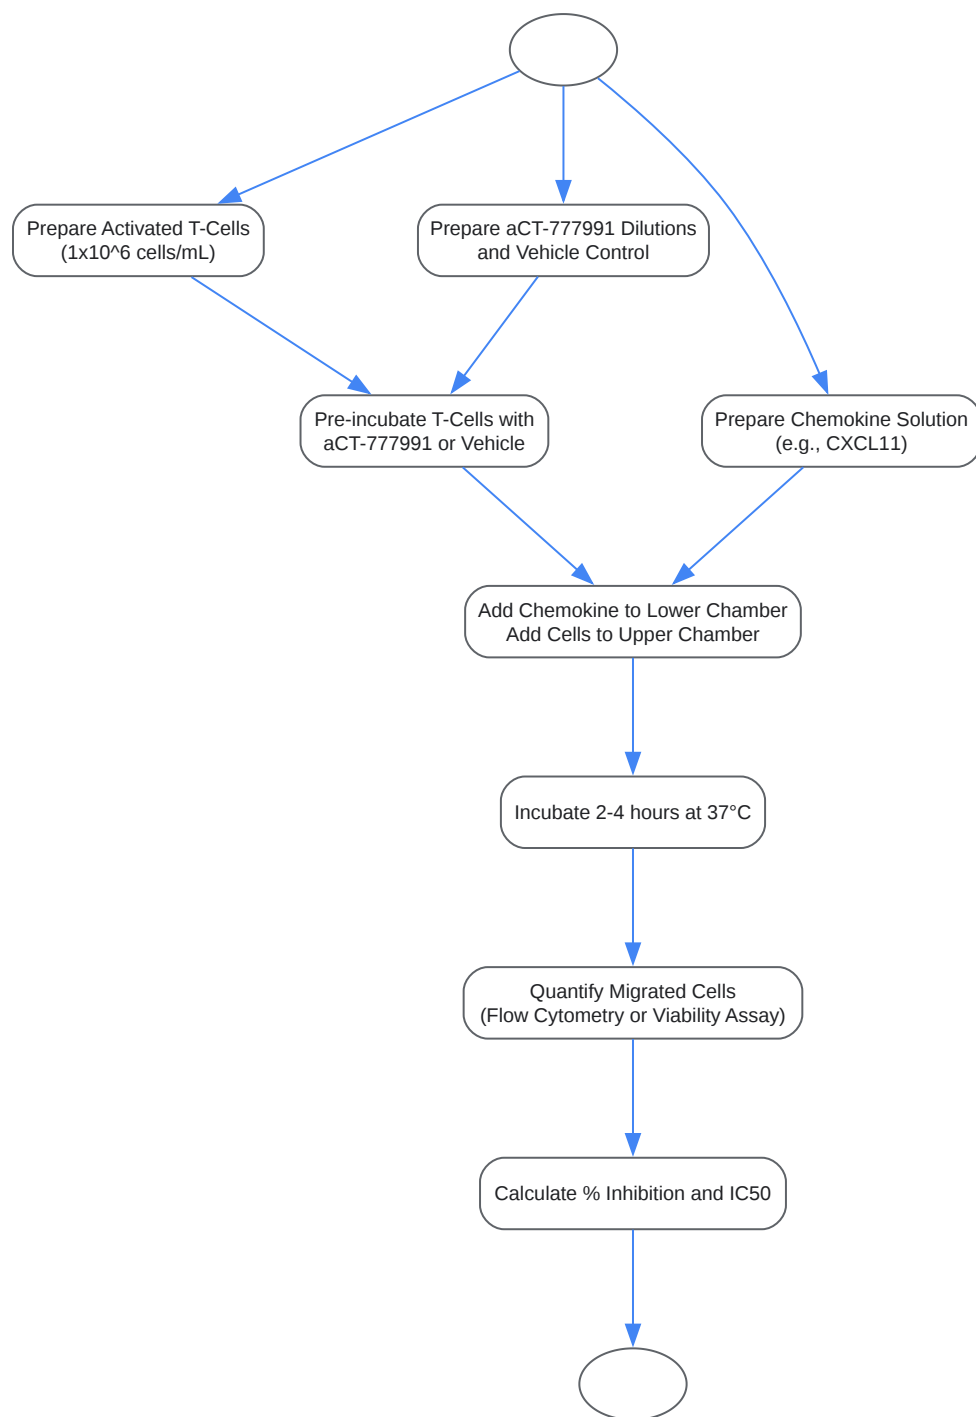 Prepare Activated T-Cells
(1x10^6 cells/mL)
Prepare aCT-777991 Dilutions
and Vehicle Control
Pre-incubate T-Cells with
aCT-777991 or Vehicle
Prepare Chemokine Solution
(e.g., CXCL11)
Add Chemokine to Lower Chamber
Add Cells to Upper Chamber
Incubate 2-4 hours at 37°C
Quantify Migrated Cells
(Flow Cytometry or Viability Assay)
Calculate % Inhibition and IC50